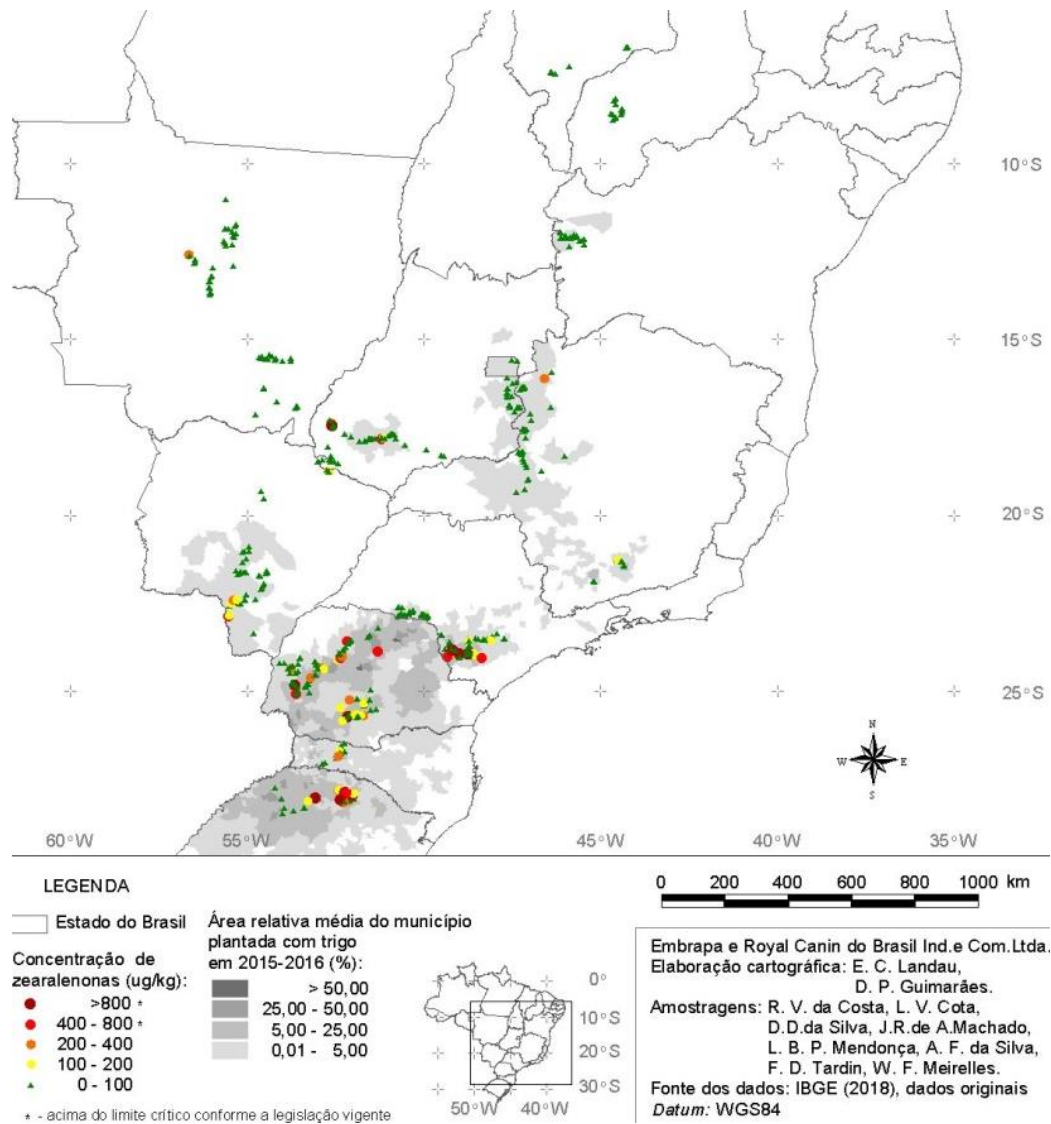 10°S
15°S
20°S
25°S
N
W E
S
60°W 55°W 45°W 40°W 35°W
LEGENDA
Estado do Brasil
Concentração de
zearalenonas (ug/kg):
>800 *
400 - 800 *
200 - 400
100 - 200
0 - 100
* - acima do limite crítico conforme a legislação vigente
Área relativa média do município
plantada com trigo
em 2015-2016 (%):
> 50,00
25,00 - 50,00
5,00 - 25,00
0,01 - 5,00
0°
10°S
20°S
30°S
50°W 40°W
0 200 400 600 800 1000 km
Embrapa e Royal Canin do Brasil Ind.e Com.Ltda.
Elaboração cartográfica: E. C. Landau,
D. P. Guimarães.
Amostragens: R. V. da Costa, L. V. Cota,
D.D.da Silva, J.R.de A.Machado,
L. B. P. Mendonça, A. F. da Silva,
F. D. Tardin, W. F. Meirelles.
Fonte dos dados: IBGE (2018), dados originais
Datum: WGS84